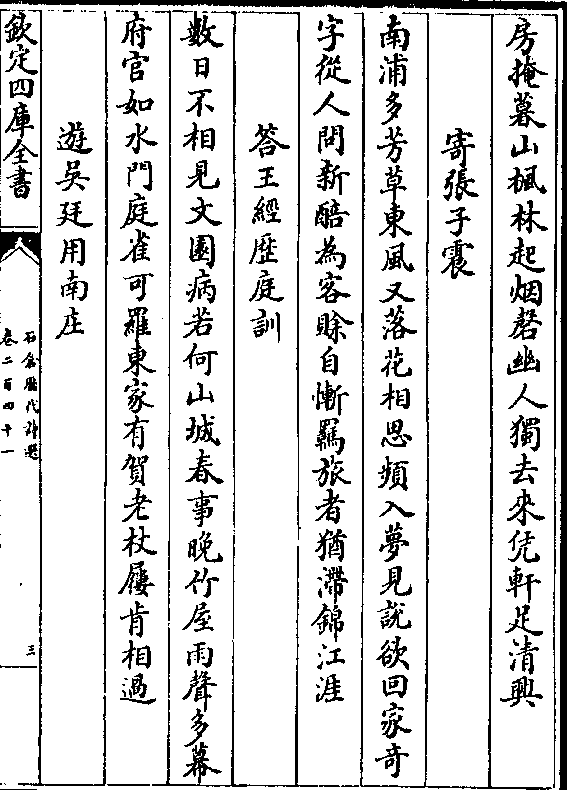 房掩暮山楓林起烟磬幽人獨去來凭軒足清興
寄張子震
南浦多芳草東風又落花相思頻入夢見說欲回家奇
字從人問新醅為客賒自慚羈旅者猶滯錦江涯
答王經歴庭訓
數日不相見文園病若何山城春事晚竹屋雨聲多幕
府官如水門庭雀可羅東家有賀老杖屨肯相過
遊吳廷用南庄
欽定四庫全書
石倉歴代詩選
卷二百四十一
三